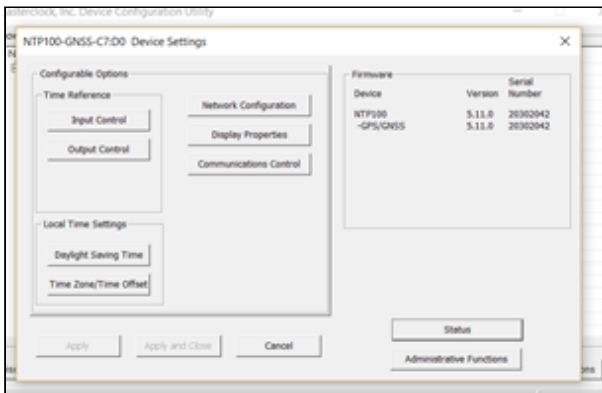 asterclock, Inc. Device Configuration Utility
NTP100-GNSS-C7:D0 Device Settings
Configurable Options
Time Reference
Input Control
Output Control
Network Configuration
Display Properties
Communications Control
Local Time Settings
Daylight Saving Time
Time Zone/Time Offset
Firmware
Device Version Serial Number
NTP100 5.11.0 20302042
-GPS/GNSS 5.11.0 20302042
Apply
Apply and Close
Cancel
Status
Administrative Functions
ons